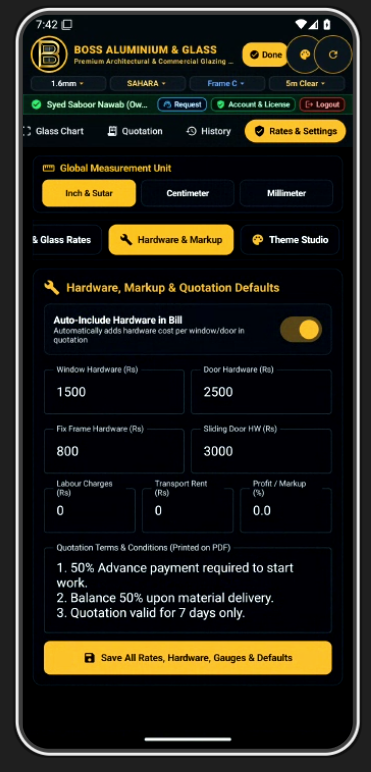 7:42
BOSS ALUMINIUM & GLASS
Premium Architectural & Commercial Glazing ...
Done
1.6mm
SAHARA
Frame C
5m Clear
Syed Saboor Nawab (Ow...
Request
Account & License
Logout
Glass Chart
Quotation
History
Rates & Settings
Global Measurement Unit
Inch & Sutar
Centimeter
Millimeter
& Glass Rates
Hardware & Markup
Theme Studio
Hardware, Markup & Quotation Defaults
Auto-Include Hardware in Bill
Automatically adds hardware cost per window/door in
quotation
Window Hardware (Rs)
1500
Door Hardware (Rs)
2500
Fix Frame Hardware (Rs)
800
Sliding Door HW (Rs)
3000
Labour Charges
(Rs)
0
Transport Rent
(Rs)
0
Profit / Markup
(%)
0.0
Quotation Terms & Conditions (Printed on PDF)
1. 50% Advance payment required to start
work.
2. Balance 50% upon material delivery.
3. Quotation valid for 7 days only.
Save All Rates, Hardware, Gauges & Defaults